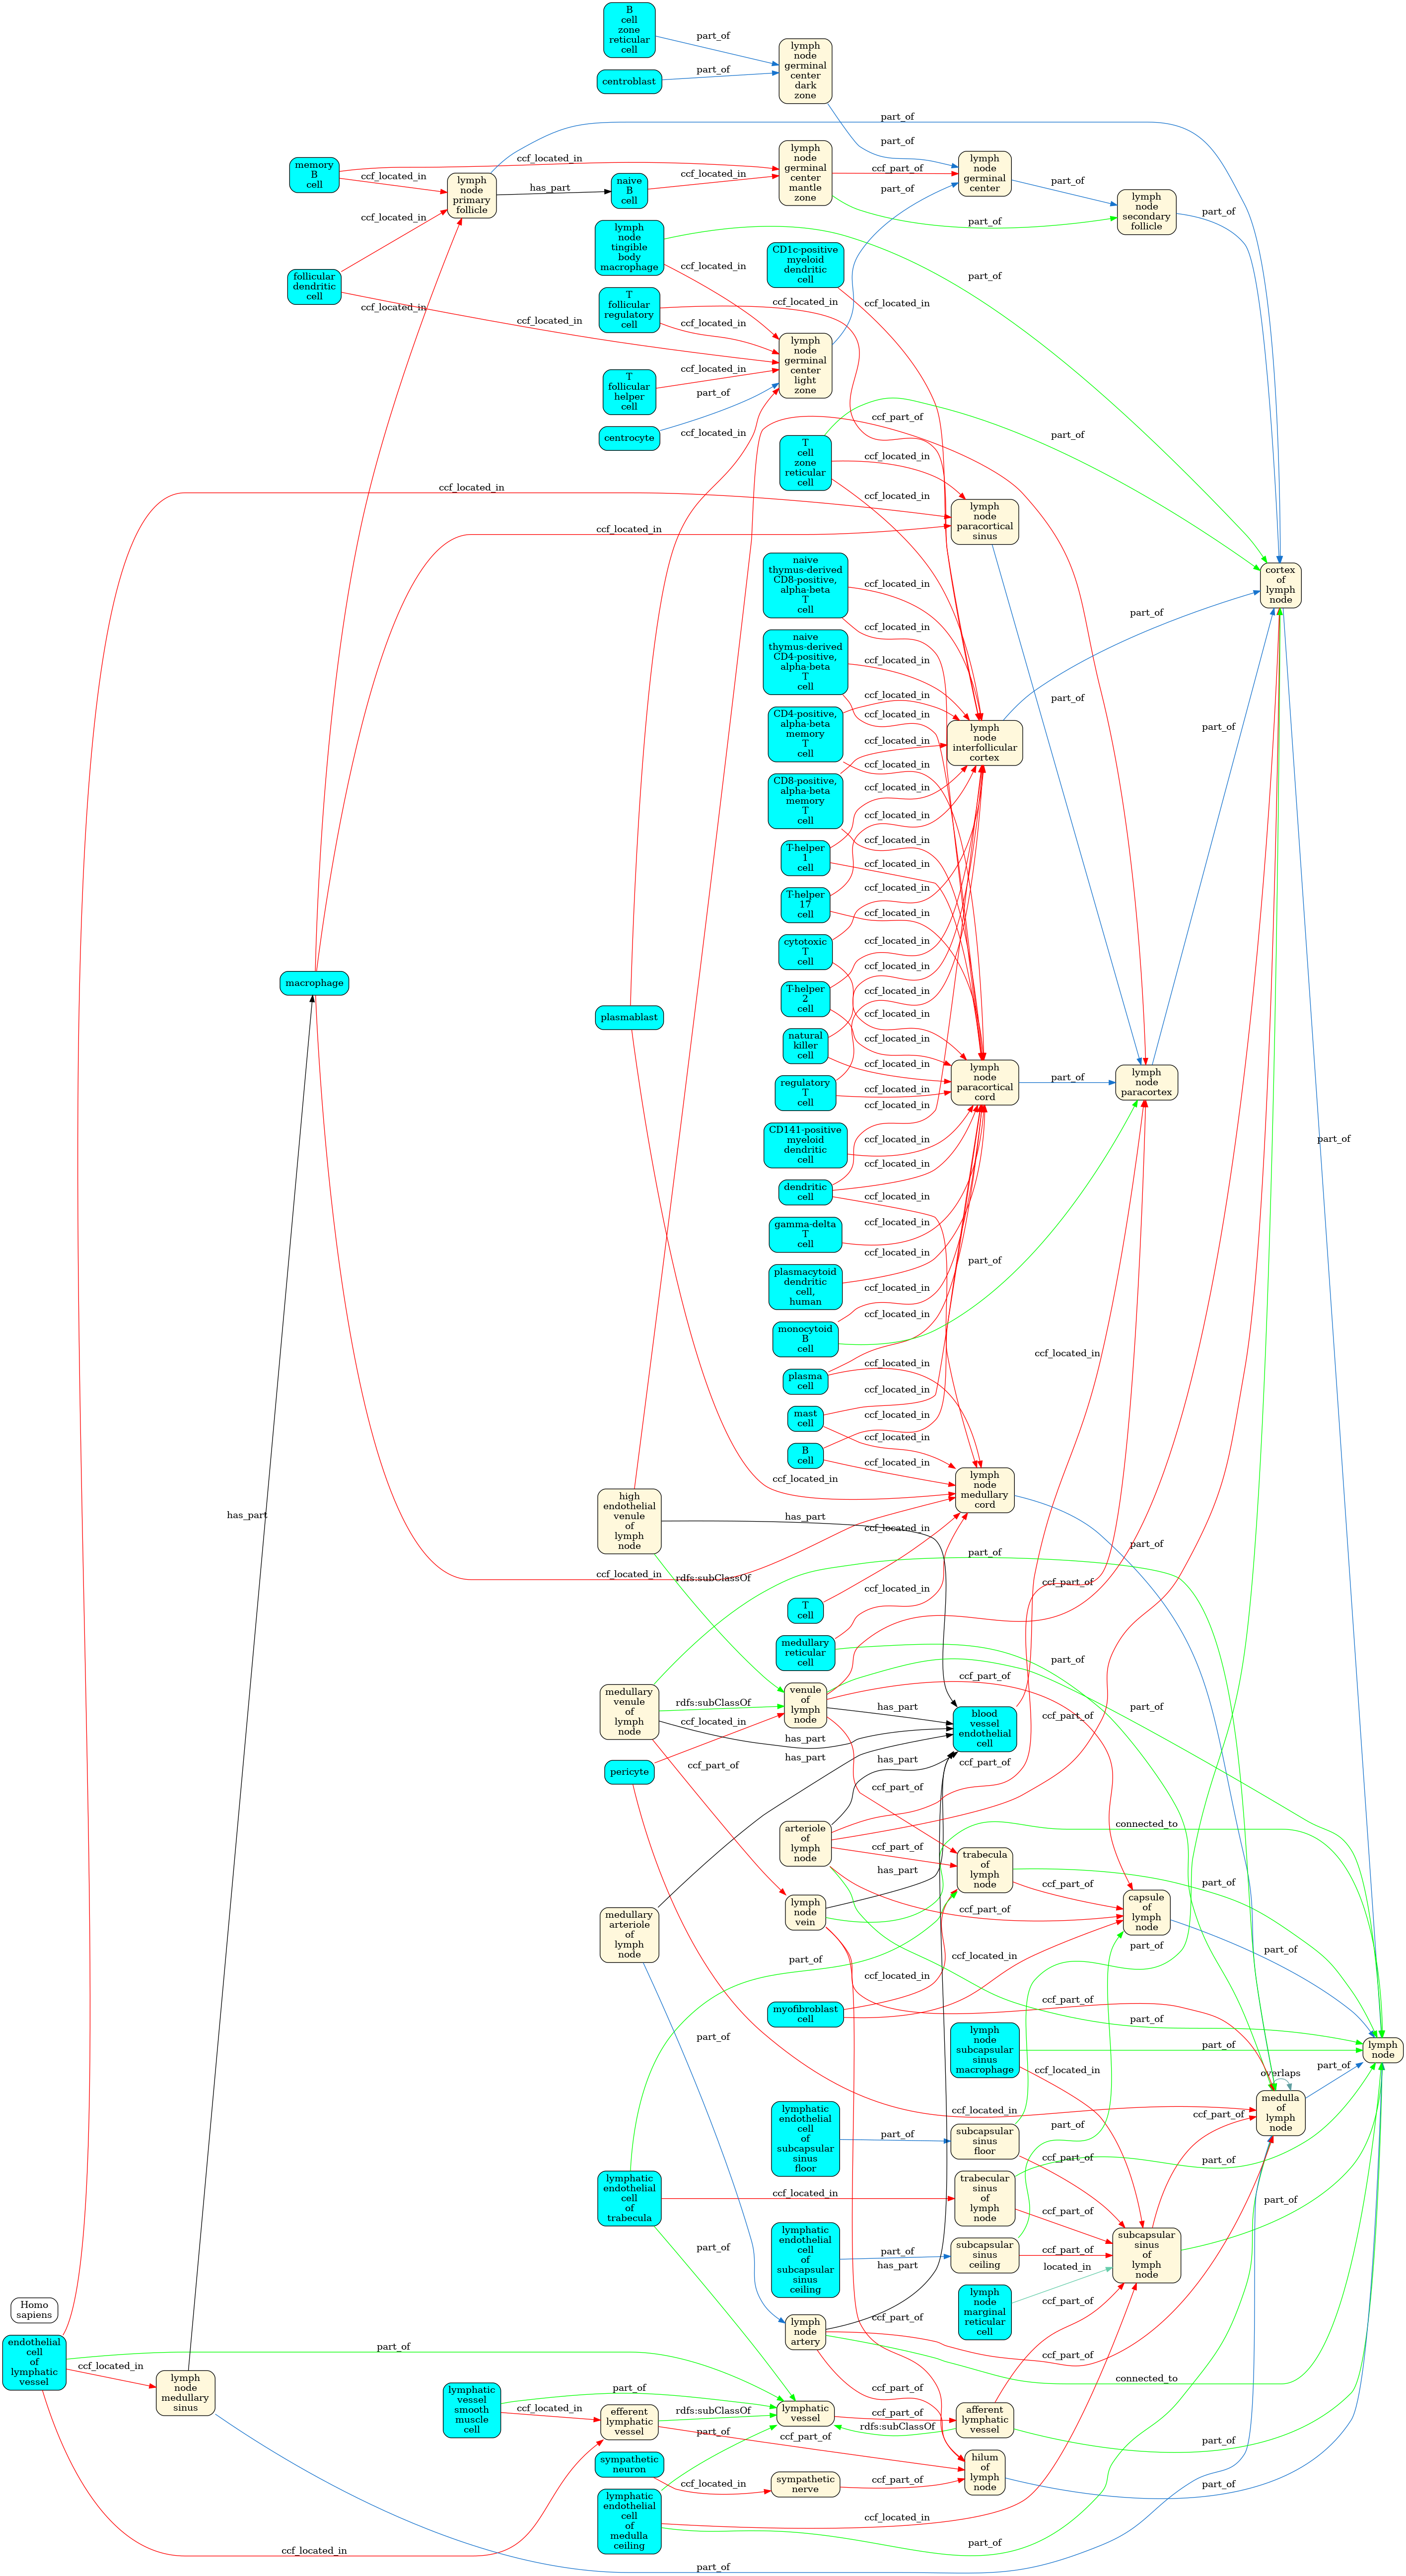 B
cell
zone
reticular
cell
part_of
centroblast
part_of
lymph
node
germinal
center
dark
zone
part_of
part_of
memory
B
cell
ccf_located_in
ccf_located_in
lymph
node
primary
follicle
has_part
naive
B
cell
ccf_located_in
lymph
node
germinal
center
mantle
zone
ccf_part_of
part_of
lymph
node
germinal
center
part_of
part_of
lymph
node
secondary
follicle
part_of
ccf_located_in
lymph
node
tingible
body
macrophage
ccf_located_in
part_of
CD1c-positive
myeloid
dendritic
cell
ccf_located_in
follicular
dendritic
cell
ccf_located_in
ccf_located_in
T
follicular
regulatory
cell
ccf_located_in
ccf_located_in
lymph
node
germinal
center
light
zone
T
follicular
helper
cell
ccf_located_in
part_of
centrocyte
ccf_located_in
ccf_part_of
T
cell
zone
reticular
cell
part_of
ccf_located_in
ccf_located_in
ccf_located_in
ccf_located_in
lymph
node
paracortical
sinus
naive
thymus-derived
CD8-positive,
alpha-beta
T
cell
ccf_located_in
ccf_located_in
cortex
of
lymph
node
part_of
naive
thymus-derived
CD4-positive,
alpha-beta
T
cell
ccf_located_in
ccf_located_in
part_of
CD4-positive,
alpha-beta
memory
T
cell
ccf_located_in
ccf_located_in
lymph
node
interfollicular
cortex
part_of
CD8-positive,
alpha-beta
memory
T
cell
ccf_located_in
ccf_located_in
T-helper
1
cell
ccf_located_in
ccf_located_in
T-helper
17
cell
ccf_located_in
ccf_located_in
cytotoxic
T
cell
ccf_located_in
ccf_located_in
macrophage
T-helper
2
cell
ccf_located_in
ccf_located_in
plasmablast
natural
killer
cell
ccf_located_in
ccf_located_in
regulatory
T
cell
ccf_located_in
ccf_located_in
lymph
node
paracortical
cord
part_of
lymph
node
paracortex
CD141-positive
myeloid
dendritic
cell
ccf_located_in
part_of
dendritic
cell
ccf_located_in
ccf_located_in
gamma-delta
T
cell
ccf_located_in
plasmacytoid
dendritic
cell,
human
ccf_located_in
part_of
monocytoid
B
cell
ccf_located_in
ccf_located_in
plasma
cell
ccf_located_in
ccf_located_in
mast
cell
ccf_located_in
ccf_located_in
B
cell
ccf_located_in
ccf_located_in
ccf_located_in
lymph
node
medullary
cord
has_part
high
endothelial
venule
of
lymph
node
has_part
ccf_located_in
part_of
part_of
ccf_located_in
rdfs:subClassOf
ccf_located_in
ccf_part_of
T
cell
medullary
reticular
cell
part_of
medullary
venule
of
lymph
node
rdfs:subClassOf
ccf_located_in
has_part
ccf_part_of
venule
of
lymph
node
ccf_part_of
has_part
part_of
blood
vessel
endothelial
cell
ccf_part_of
has_part
has_part
ccf_part_of
pericyte
ccf_part_of
arteriole
of
lymph
node
connected_to
ccf_part_of
has_part
trabecula
of
lymph
node
ccf_part_of
part_of
ccf_part_of
capsule
of
lymph
node
lymph
node
vein
medullary
arteriole
of
lymph
node
part_of
part_of
part_of
ccf_located_in
ccf_located_in
ccf_part_of
myofibroblast
cell
part_of
part_of
lymph
node
subcapsular
sinus
macrophage
part_of
ccf_located_in
lymph
node
part_of
overlaps
medulla
of
lymph
node
ccf_located_in
ccf_part_of
lymphatic
endothelial
cell
of
subcapsular
sinus
floor
part_of
subcapsular
sinus
floor
part_of
ccf_part_of
part_of
lymphatic
endothelial
cell
of
trabecula
ccf_located_in
trabecular
sinus
of
lymph
node
ccf_part_of
part_of
subcapsular
sinus
of
lymph
node
part_of
lymphatic
endothelial
cell
of
subcapsular
sinus
ceiling
part_of
has_part
subcapsular
sinus
ceiling
ccf_part_of
located_in
lymph
node
marginal
reticular
cell
ccf_part_of
Homo
sapiens
lymph
node
artery
ccf_part_of
ccf_part_of
connected_to
ccf_part_of
endothelial
cell
of
lymphatic
vessel
part_of
ccf_located_in
lymph
node
medullary
sinus
lymphatic
vessel
smooth
muscle
cell
part_of
ccf_located_in
efferent
lymphatic
vessel
rdfs:subClassOf
part_of
ccf_part_of
lymphatic
vessel
ccf_part_of
rdfs:subClassOf
afferent
lymphatic
vessel
part_of
sympathetic
neuron
ccf_located_in
sympathetic
nerve
ccf_part_of
hilum
of
lymph
node
part_of
lymphatic
endothelial
cell
of
medulla
ceiling
ccf_located_in
part_of
ccf_located_in
part_of